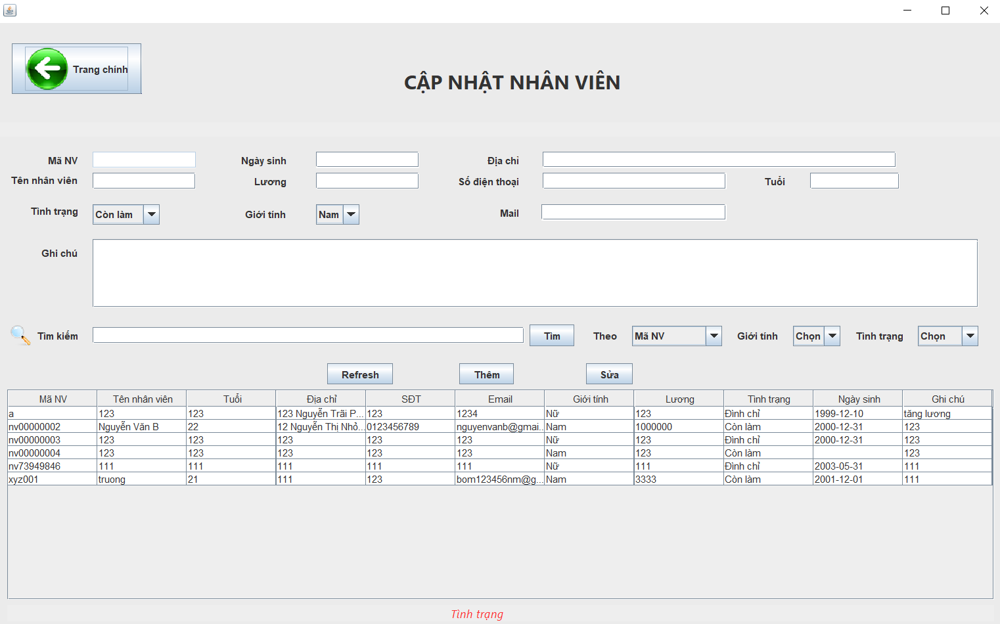 Trang chính
CẬP NHẬT NHÂN VIÊN
Mã NV Ngày sinh Địa chỉ
Tên nhân viên Lương Số điện thoại Tuổi
Tình trạng Còn làm Giới tính Nam Mail
Ghi chú
Tìm kiếm Tìm Theo Mã NV Giới tính Chọn Tình trạng Chọn
Refresh Thêm Sửa
Mã NV Tên nhân viên Tuổi Địa chỉ SĐT Email Giới tính Lương Tình trạng Ngày sinh Ghi chú
a 123 123 123 Nguyễn Trãi P... 123 1234 Nữ 123 Đình chỉ 1999-12-10 tăng lương
nv00000002 Nguyễn Văn B 22 12 Nguyễn Thị Nhỏ... 0123456789 nguyenvanb@gmai... Nam 1000000 Còn làm 2000-12-31 123
nv00000003 123 123 123 123 123 Nữ 123 Đình chỉ 2000-12-31 123
nv00000004 123 123 123 123 123 Nam 123 Còn làm 123
nv73949846 111 111 111 111 111 Nữ 111 Đình chỉ 2003-05-31 111
xyz001 truong 21 111 123 bom123456nm@g... Nam 3333 Còn làm 2001-12-01 111
Tình trạng